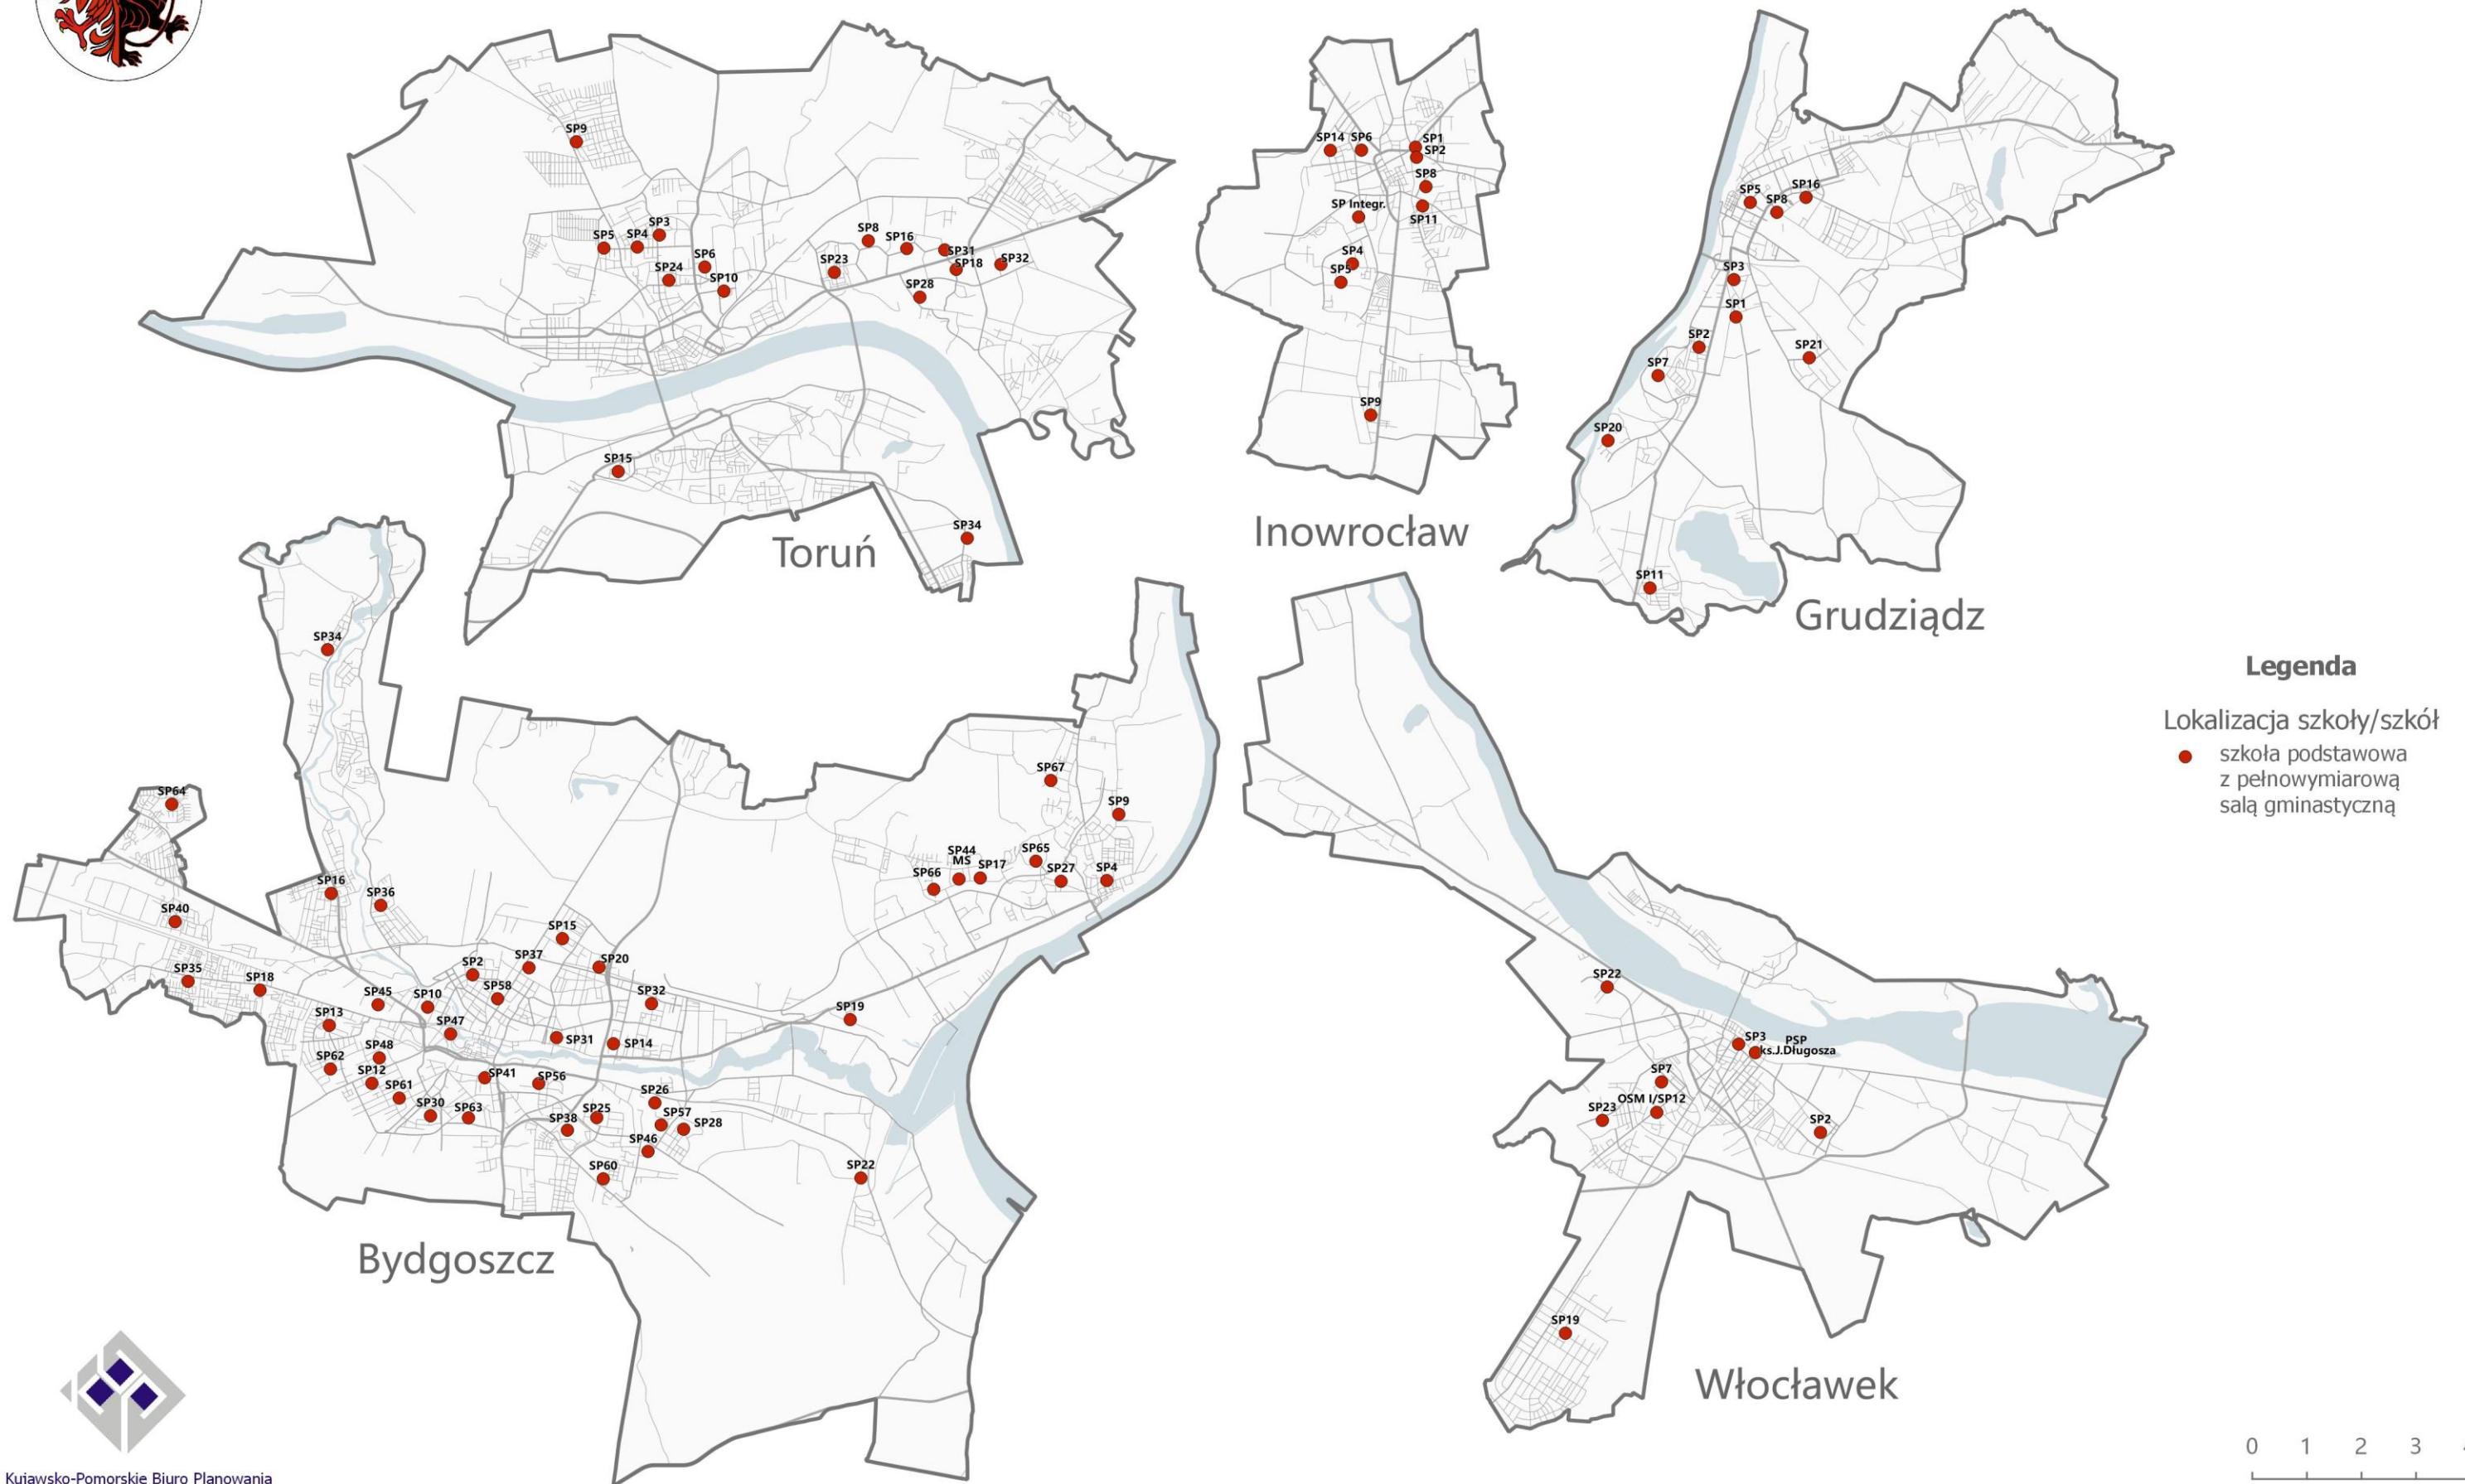 SP9
SP3
SP5
SP4
SP6
SP24
SP10
SP8
SP16
SP31
SP32
SP23
SP18
SP28
SP15
SP34
Toruń
SP14
SP6
SP1
SP2
SP8
SP Integr.
SP11
SP4
SP5
SP9
Inowrocław
SP16
SP5
SP8
SP3
SP1
SP2
SP21
SP7
SP20
SP11
Grudziądz
Legenda
Lokalizacja szkoły/szkół
szkoła podstawowa
z pełnowymiarową
salą gminastyczną
SP34
SP64
SP67
SP9
SP44
MS
SP17
SP65
SP66
SP27
SP4
SP16
SP36
SP40
SP15
SP37
SP20
SP2
SP35
SP18
SP58
SP45
SP10
SP32
SP19
SP13
SP47
SP31
SP14
SP48
SP62
SP12
SP41
SP56
SP61
SP26
SP30
SP63
SP38
SP25
SP57
SP28
SP46
SP60
SP22
Bydgoszcz
SP22
SP3
PSP
ks.J.Długosza
SP7
OSM I/SP12
SP23
SP2
SP19
Włocławek
0 1 2 3
Kujawsko-Pomorskie Biuro Planowania